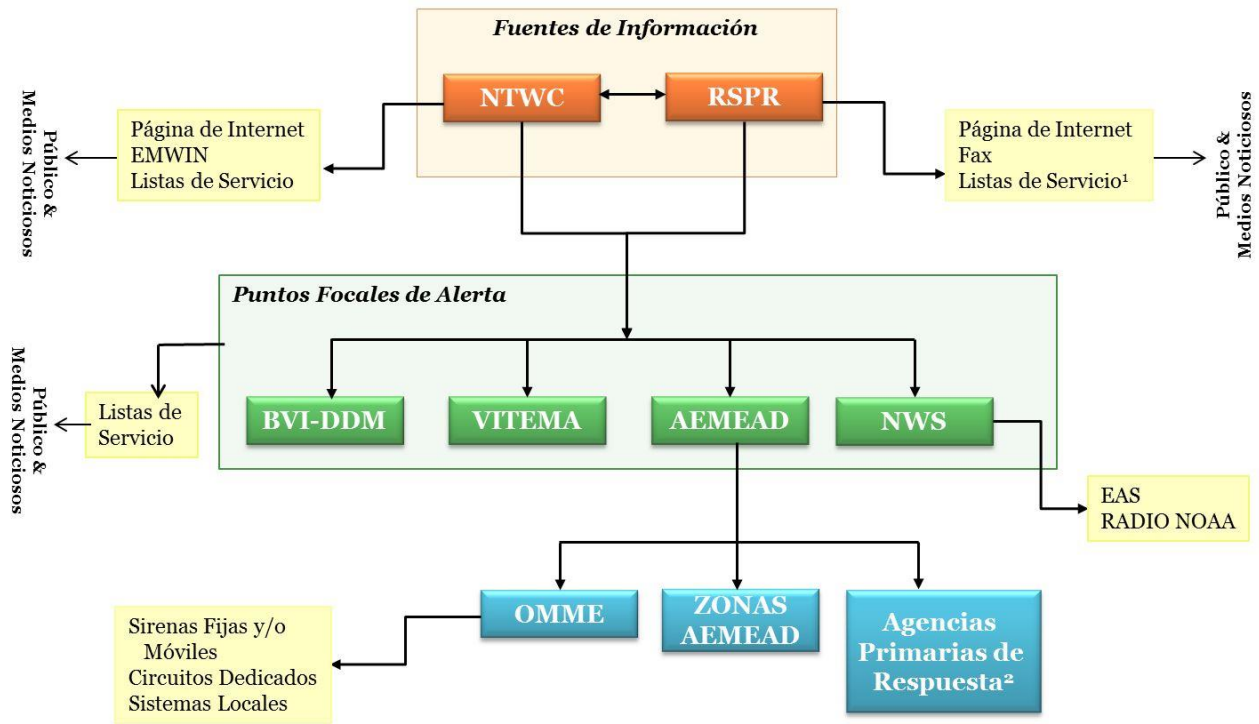 Fuentes de Información
NTWC
RSPR
Página de Internet
EMWIN
Listas de Servicio
Público &
Medios Noticiosos
Página de Internet
Fax
Listas de Servicio¹
Público &
Medios Noticiosos
Puntos Focales de Alerta
BVI-DDM
VITEMA
AEMEAD
NWS
Listas de
Servicio
Público &
Medios Noticiosos
EAS
RADIO NOAA
OMME
ZONAS
AEMEAD
Agencias
Primarias de
Respuesta²
Sirenas Fijas y/o
Móviles
Circuitos Dedicados
Sistemas Locales